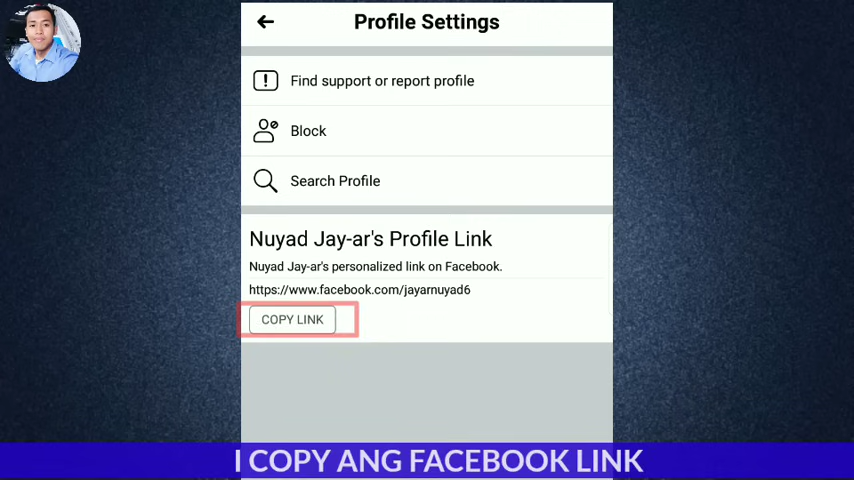 Profile Settings
Find support or report profile
Block
Search Profile
Nuyad Jay-ar's Profile Link
Nuyad Jay-ar's personalized link on Facebook.
https://www.facebook.com/jayarnuyad6
COPY LINK
I COPY ANG FACEBOOK LINK